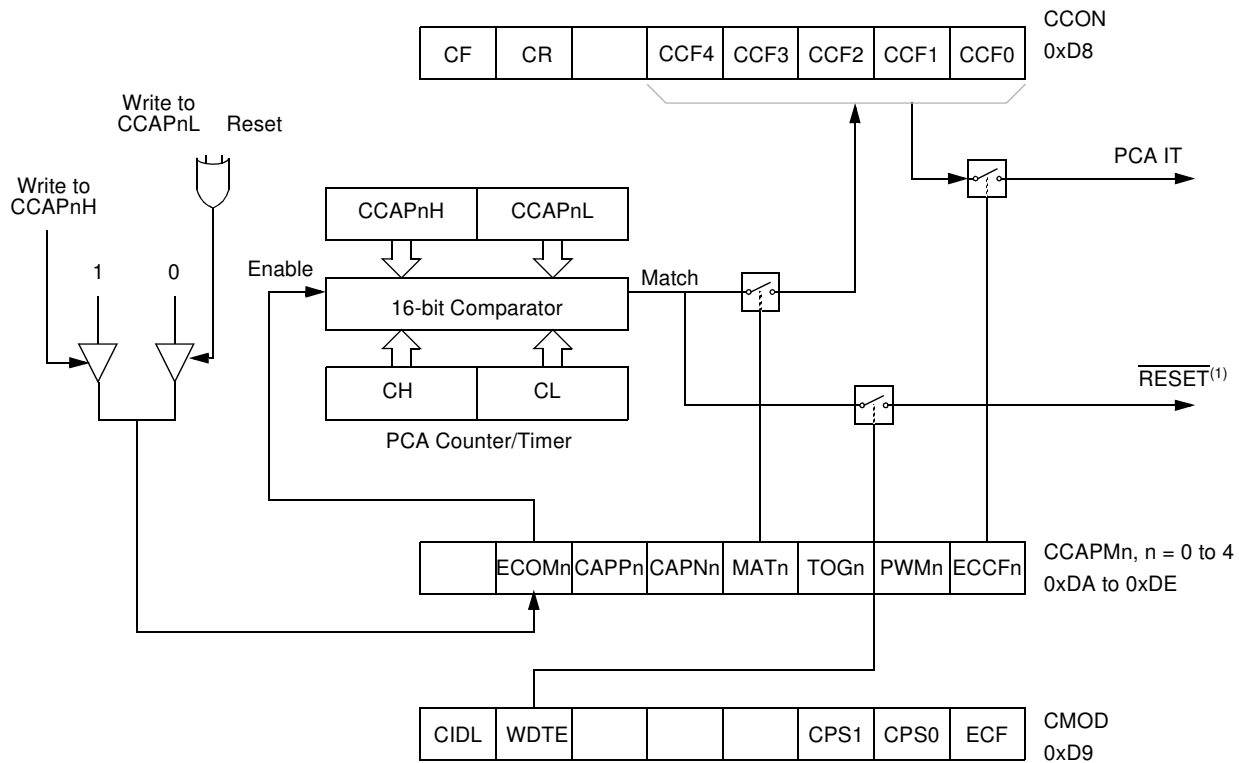 CF CR CCF4 CCF3 CCF2 CCF1 CCF0
CCON
0xD8
Write to
CCAPnL
Reset
Write to
CCAPnH
1
0
PCA IT
CCAPnH CCAPnL
Enable
16-bit Comparator
Match
CH CL
PCA Counter/Timer
RESET(1)
ECOMn CAPPn CAPNn MATn TOGn PWMn ECCFn
CCAPMn, n = 0 to 4
0xDA to 0xDE
CIDL WDTE CPS1 CPS0 ECF
CMOD
0xD9